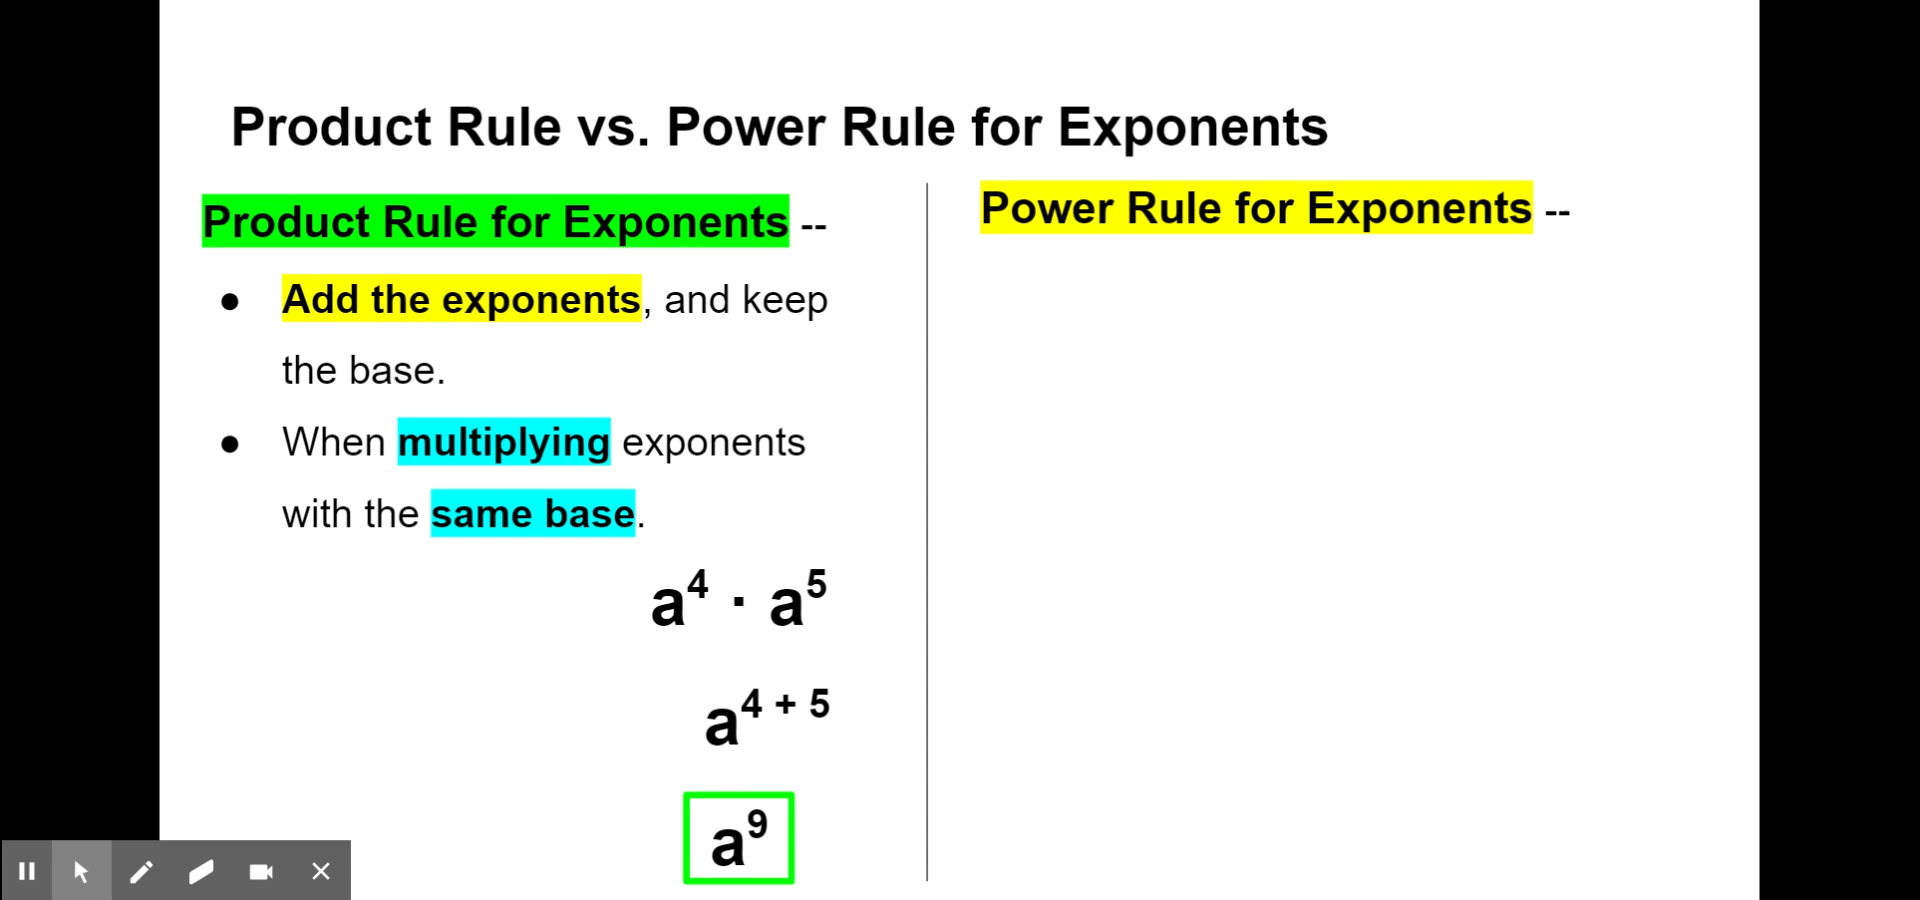 Product Rule vs. Power Rule for Exponents
Product Rule for Exponents --
● Add the exponents, and keep
the base.
● When multiplying exponents
with the same base.
a⁴ · a⁵
a⁴ ⁺ ⁵
a⁹
Power Rule for Exponents --